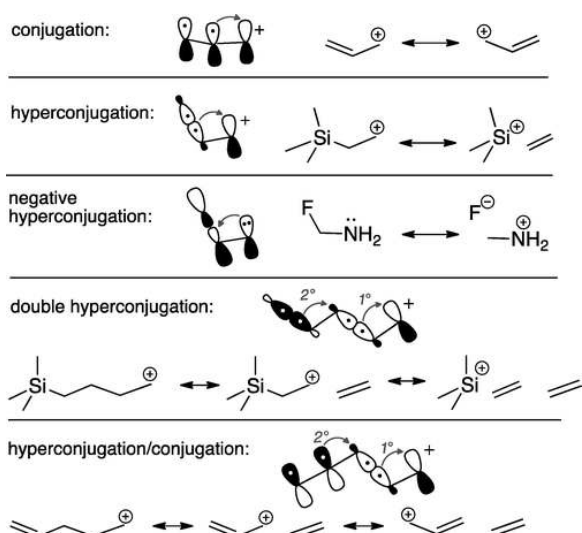 conjugation: + ⊕ ⊕
hyperconjugation: + Si ⊕ Si ⊕
negative
hyperconjugation: F NH2 F⊖ ⊕ NH2
double hyperconjugation: 2° 1° +
Si ⊕ Si ⊕ Si ⊕
hyperconjugation/conjugation: 2° 1° +
⊕ ⊕ ⊕